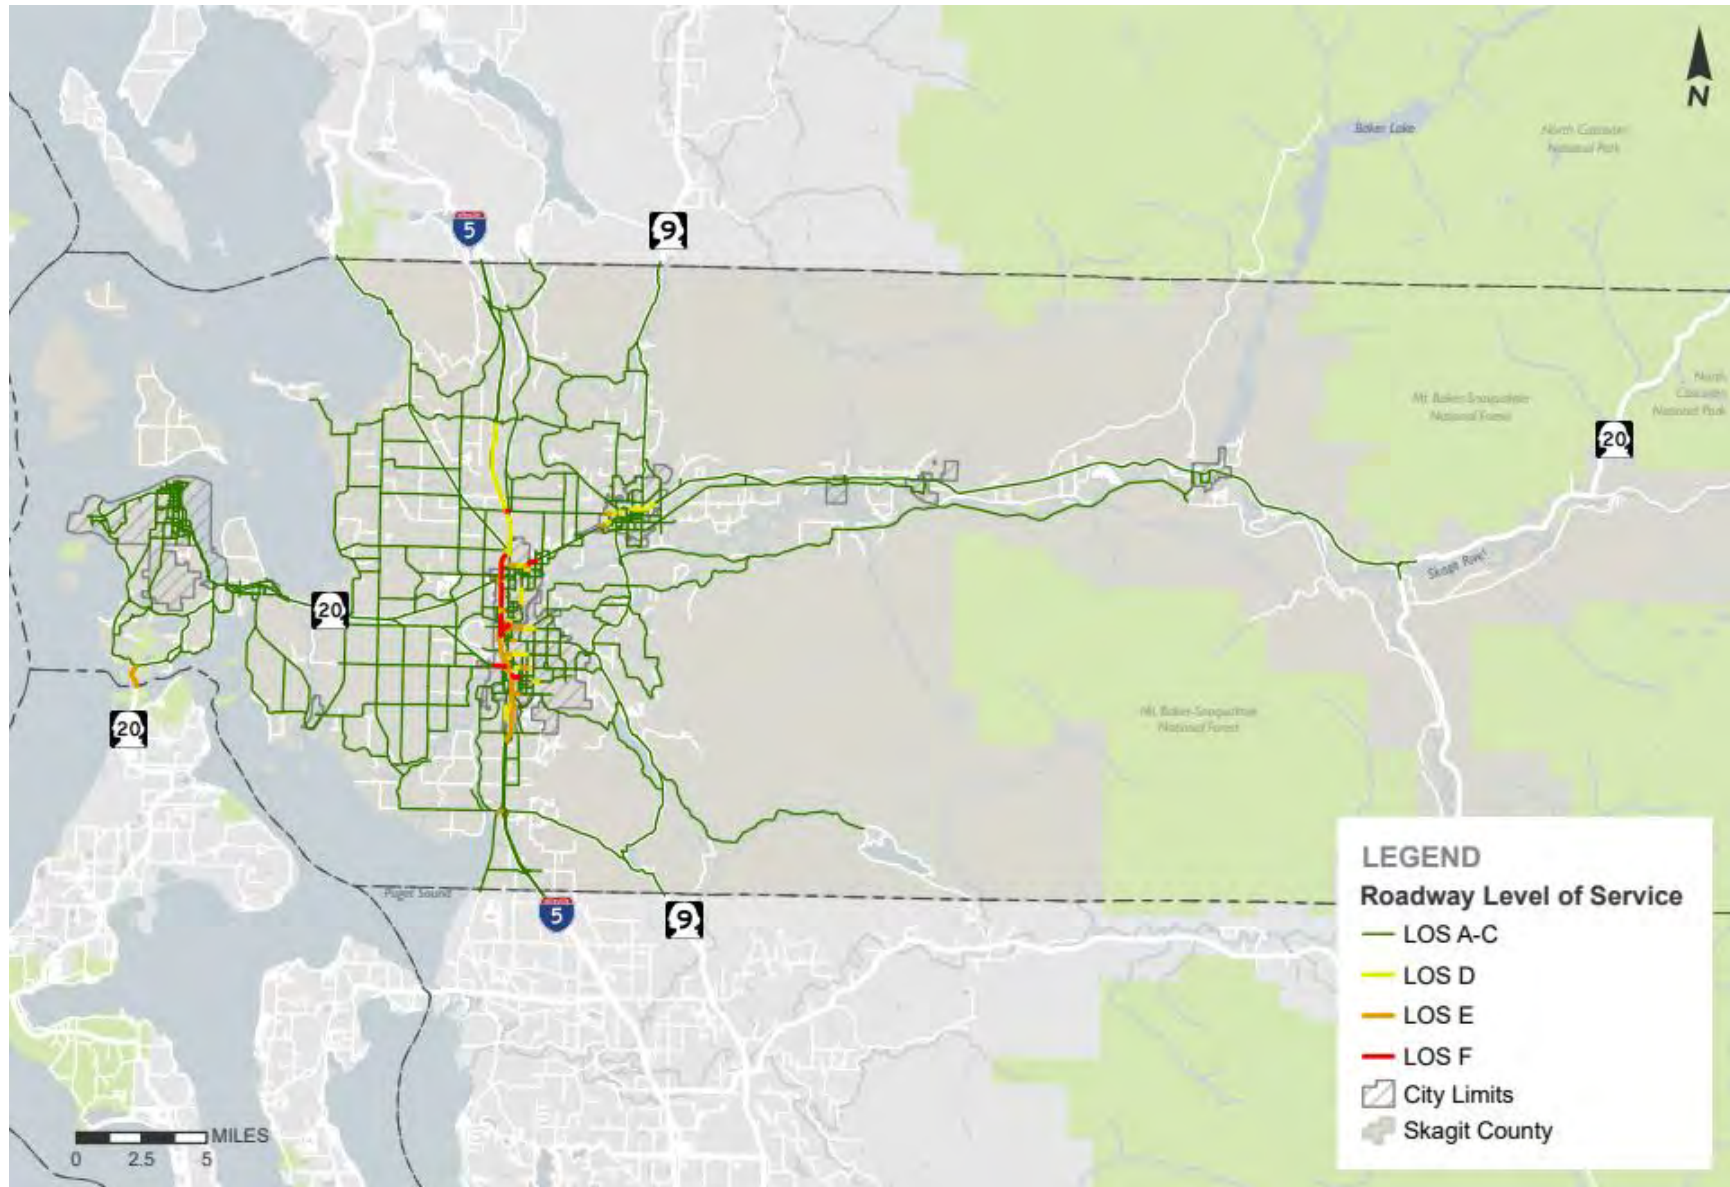 N
Baker Lake
North Cascades
National Park
5
9
North
Cascades
National Park
Mt. Baker-Snoqualmie
National Forest
20
Skagit River
20
20
Mt. Baker-Snoqualmie
National Forest
Puget Sound
5
9
LEGEND
Roadway Level of Service
LOS A-C
LOS D
LOS E
LOS F
City Limits
Skagit County
MILES
0 2.5 5